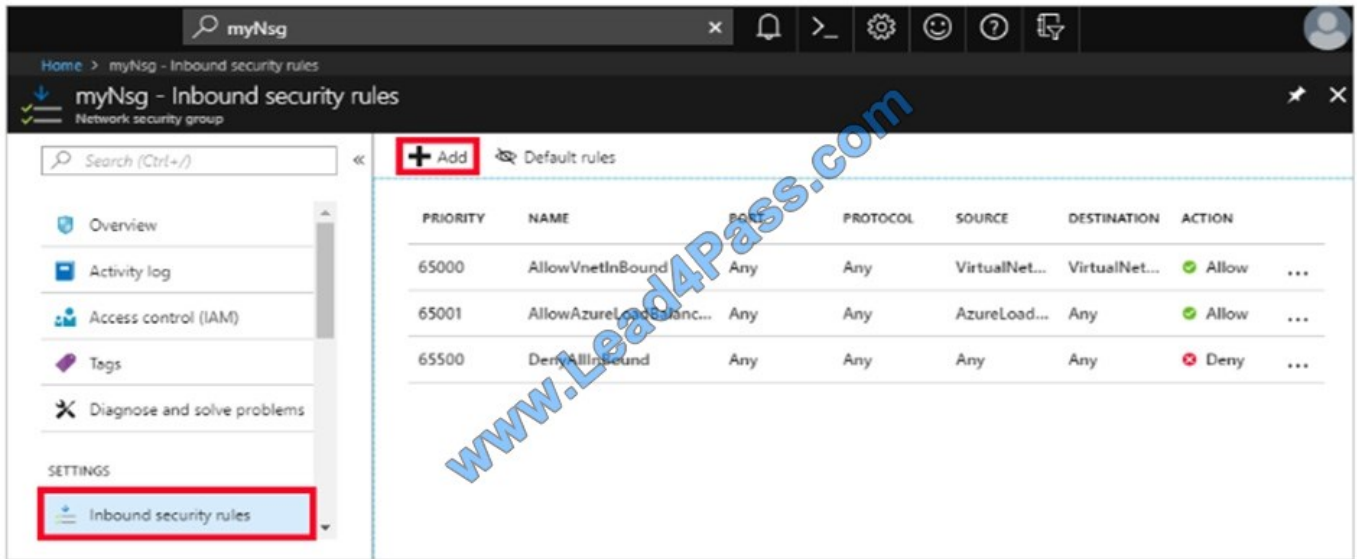 myNsg
Home > myNsg - Inbound security rules
myNsg - Inbound security rules
Network security group
Search (Ctrl+/)
Add
Default rules
Overview
Activity log
Access control (IAM)
Tags
Diagnose and solve problems
SETTINGS
Inbound security rules
PRIORITY NAME PORT PROTOCOL SOURCE DESTINATION ACTION
65000 AllowVnetInBound Any Any VirtualNet... VirtualNet... Allow ...
65001 AllowAzureLoadBalanc... Any Any AzureLoad... Any Allow ...
65500 DenyAllInBound Any Any Any Any Deny ...
www.Lead4Pass.com